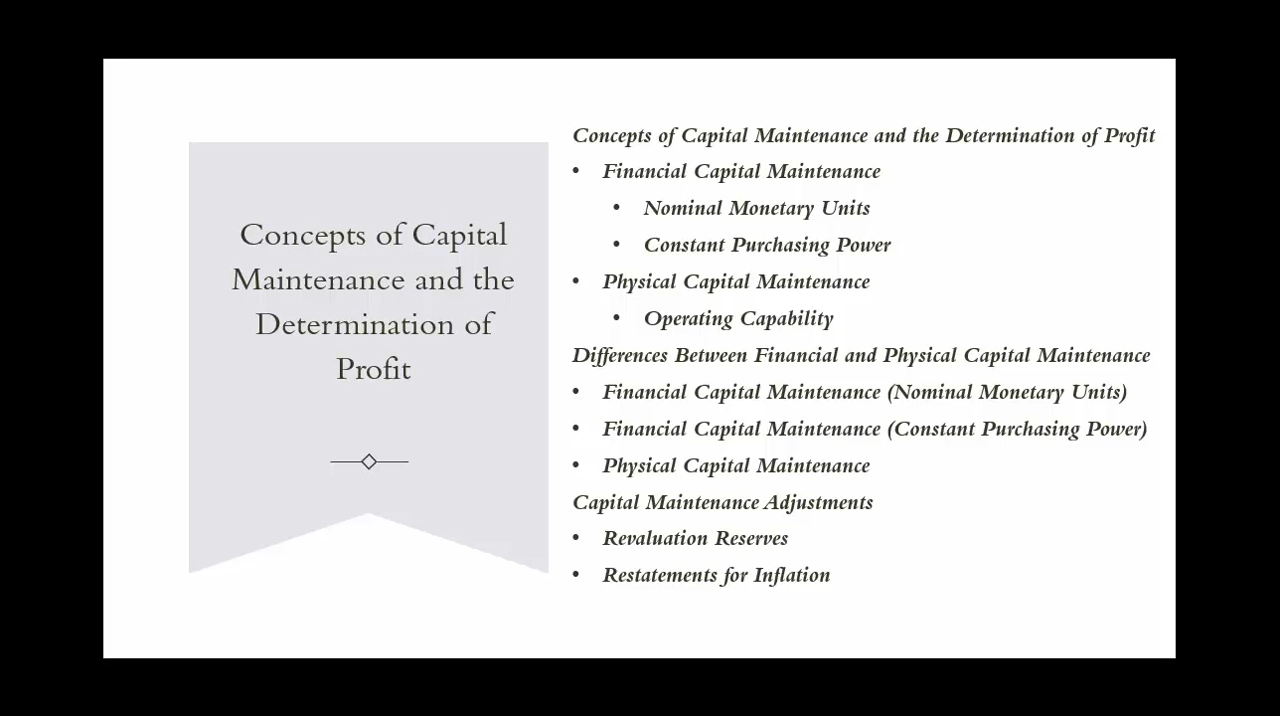 Concepts of Capital
Maintenance and the
Determination of
Profit
Concepts of Capital Maintenance and the Determination of Profit
• Financial Capital Maintenance
• Nominal Monetary Units
• Constant Purchasing Power
• Physical Capital Maintenance
• Operating Capability
Differences Between Financial and Physical Capital Maintenance
• Financial Capital Maintenance (Nominal Monetary Units)
• Financial Capital Maintenance (Constant Purchasing Power)
• Physical Capital Maintenance
Capital Maintenance Adjustments
• Revaluation Reserves
• Restatements for Inflation